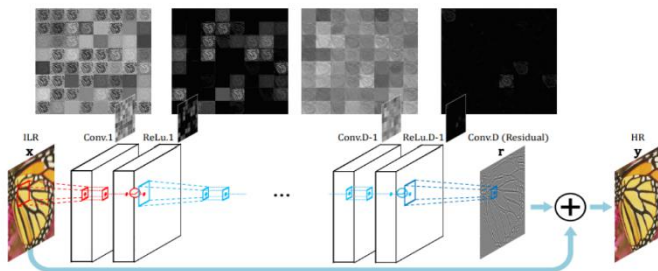 ILR
x
Conv.1
ReLu.1
Conv.D-1
ReLu.D-1
Conv.D (Residual)
r
HR
y